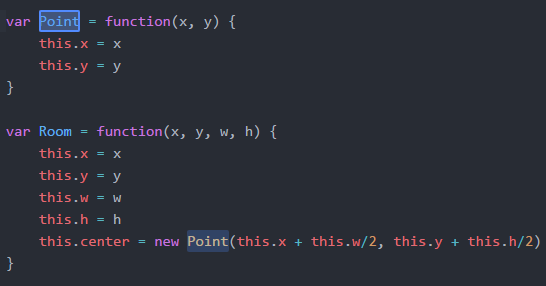 var Point = function(x, y) {
    this.x = x
    this.y = y
}
var Room = function(x, y, w, h) {
    this.x = x
    this.y = y
    this.w = w
    this.h = h
    this.center = new Point(this.x + this.w/2, this.y + this.h/2)
}